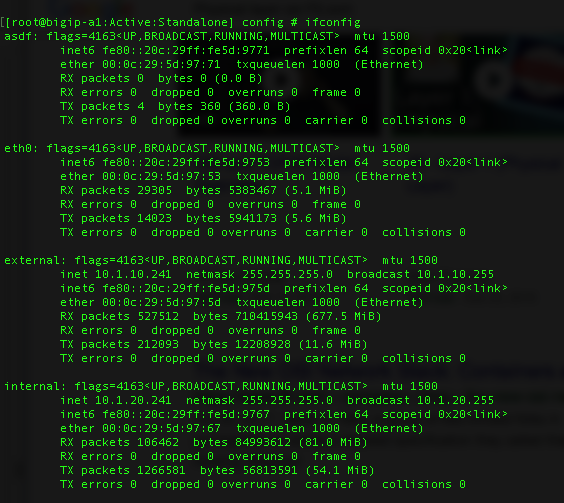 [[root@bigip-a1:Active:Standalone] config # ifconfig
asdf: flags=4163<UP,BROADCAST,RUNNING,MULTICAST>  mtu 1500
        inet6 fe80::20c:29ff:fe5d:9771  prefixlen 64  scopeid 0x20<link>
        ether 00:0c:29:5d:97:71  txqueuelen 1000  (Ethernet)
        RX packets 0  bytes 0 (0.0 B)
        RX errors 0  dropped 0  overruns 0  frame 0
        TX packets 4  bytes 360 (360.0 B)
        TX errors 0  dropped 0 overruns 0  carrier 0  collisions 0

eth0: flags=4163<UP,BROADCAST,RUNNING,MULTICAST>  mtu 1500
        inet6 fe80::20c:29ff:fe5d:9753  prefixlen 64  scopeid 0x20<link>
        ether 00:0c:29:5d:97:53  txqueuelen 1000  (Ethernet)
        RX packets 29305  bytes 5383467 (5.1 MiB)
        RX errors 0  dropped 0  overruns 0  frame 0
        TX packets 14023  bytes 5941173 (5.6 MiB)
        TX errors 0  dropped 0 overruns 0  carrier 0  collisions 0

external: flags=4163<UP,BROADCAST,RUNNING,MULTICAST>  mtu 1500
        inet 10.1.10.241  netmask 255.255.255.0  broadcast 10.1.10.255
        inet6 fe80::20c:29ff:fe5d:975d  prefixlen 64  scopeid 0x20<link>
        ether 00:0c:29:5d:97:5d  txqueuelen 1000  (Ethernet)
        RX packets 527512  bytes 710415943 (677.5 MiB)
        RX errors 0  dropped 0  overruns 0  frame 0
        TX packets 212093  bytes 12208928 (11.6 MiB)
        TX errors 0  dropped 0 overruns 0  carrier 0  collisions 0

internal: flags=4163<UP,BROADCAST,RUNNING,MULTICAST>  mtu 1500
        inet 10.1.20.241  netmask 255.255.255.0  broadcast 10.1.20.255
        inet6 fe80::20c:29ff:fe5d:9767  prefixlen 64  scopeid 0x20<link>
        ether 00:0c:29:5d:97:67  txqueuelen 1000  (Ethernet)
        RX packets 106462  bytes 84993612 (81.0 MiB)
        RX errors 0  dropped 0  overruns 0  frame 0
        TX packets 1266581  bytes 56813591 (54.1 MiB)
        TX errors 0  dropped 0 overruns 0  carrier 0  collisions 0